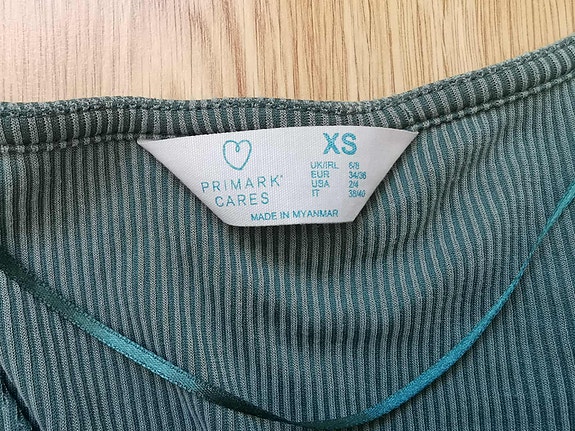 XS
PRIMARK®
CARES
UK/IRL 6/8
EUR 34/36
USA 2/4
IT 38/40
MADE IN MYANMAR